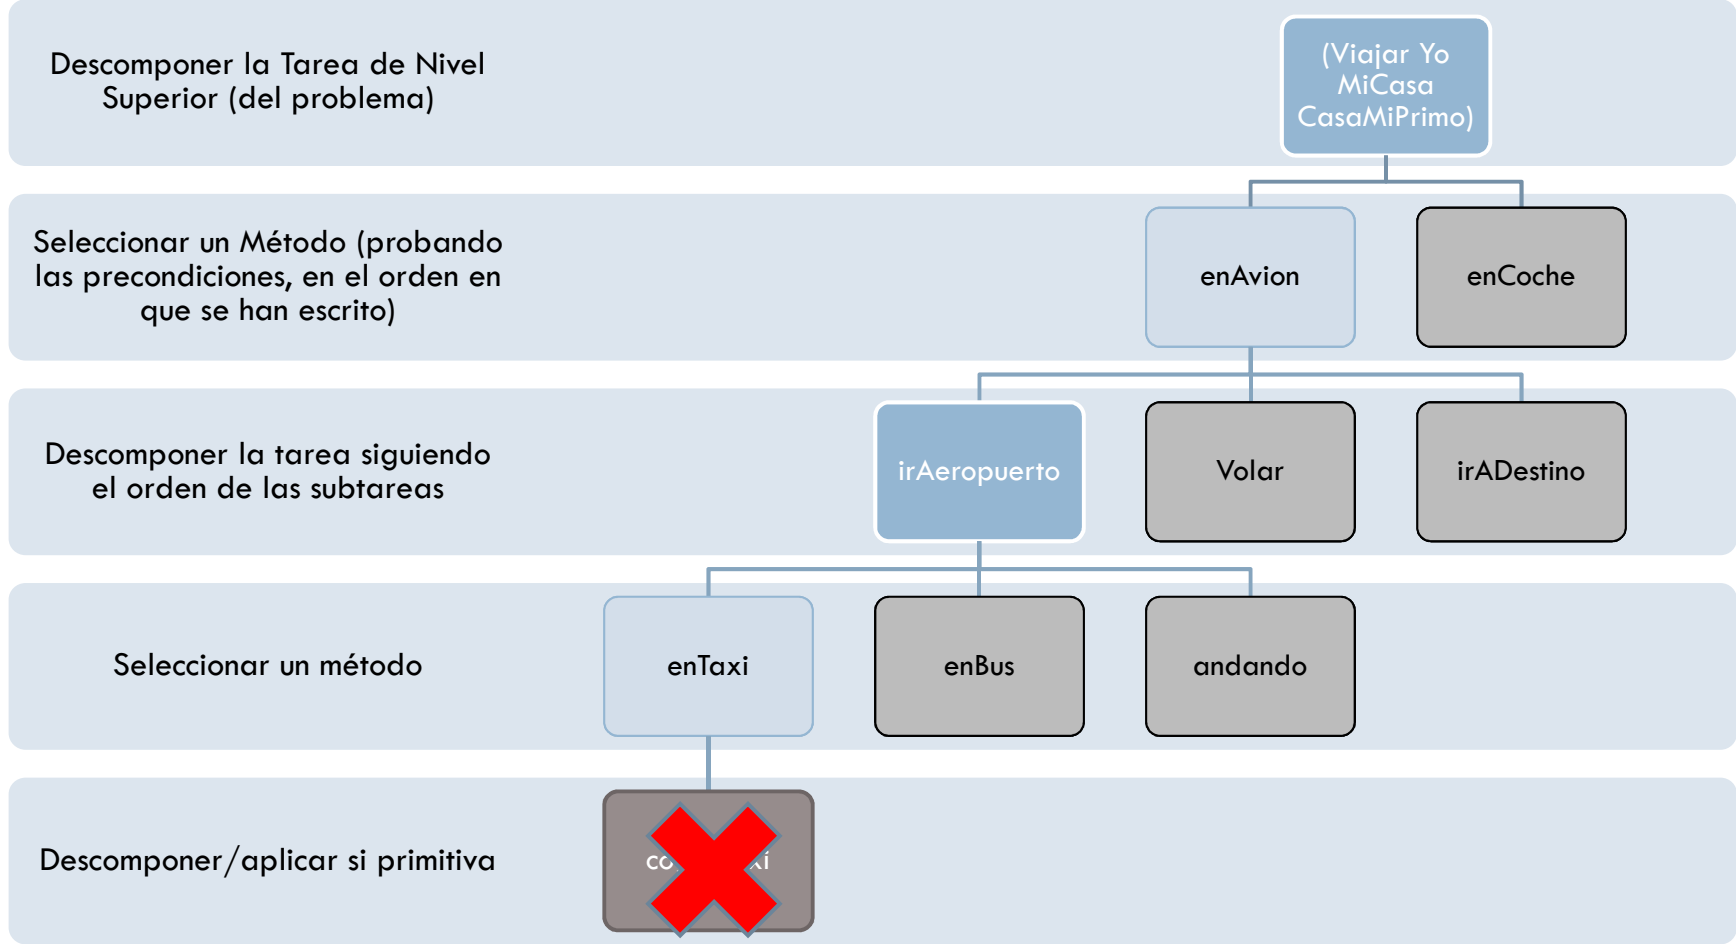 Descomponer la Tarea de Nivel
Superior (del problema)
(Viajar Yo
MiCasa
CasaMiPrimo)
Seleccionar un Método (probando
las precondiciones, en el orden en
que se han escrito)
enAvion
enCoche
Descomponer la tarea siguiendo
el orden de las subtareas
irAeropuerto
Volar
irADestino
Seleccionar un método
enTaxi
enBus
andando
Descomponer/aplicar si primitiva